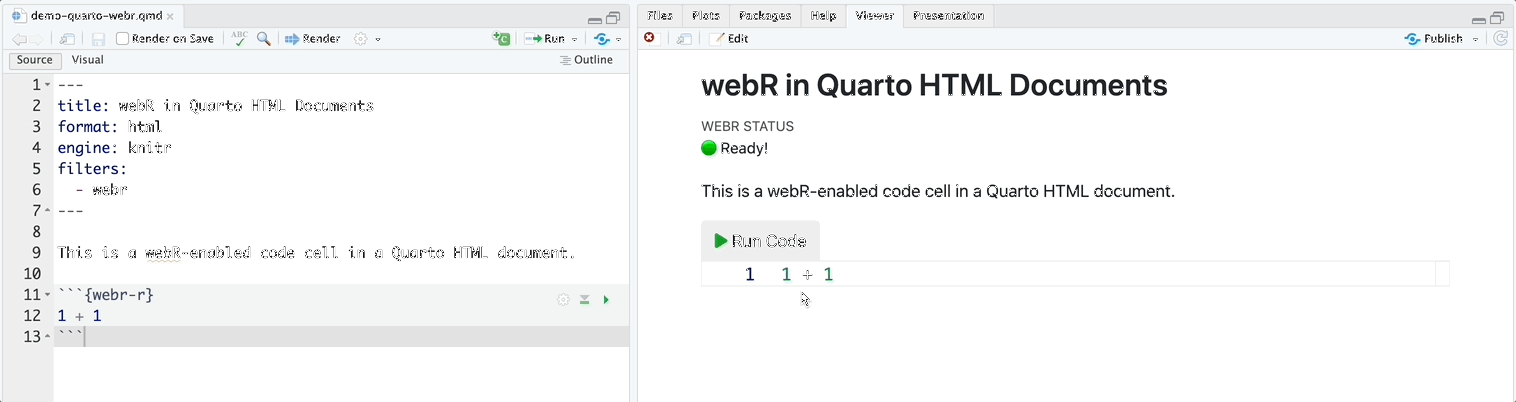 demo-quarto-webr.qmd
Render on Save ABC Render Run
Source Visual Outline
1 ---
2 title: webR in Quarto HTML Documents
3 format: html
4 engine: knitr
5 filters:
6   - webr
7 ---
8
9 This is a webR-enabled code cell in a Quarto HTML document.
10
11 ```{webr-r}
12 1 + 1
13 ```
Files Plots Packages Help Viewer Presentation
Edit Publish
webR in Quarto HTML Documents
WEBR STATUS
Ready!
This is a webR-enabled code cell in a Quarto HTML document.
Run Code
1 1 + 1